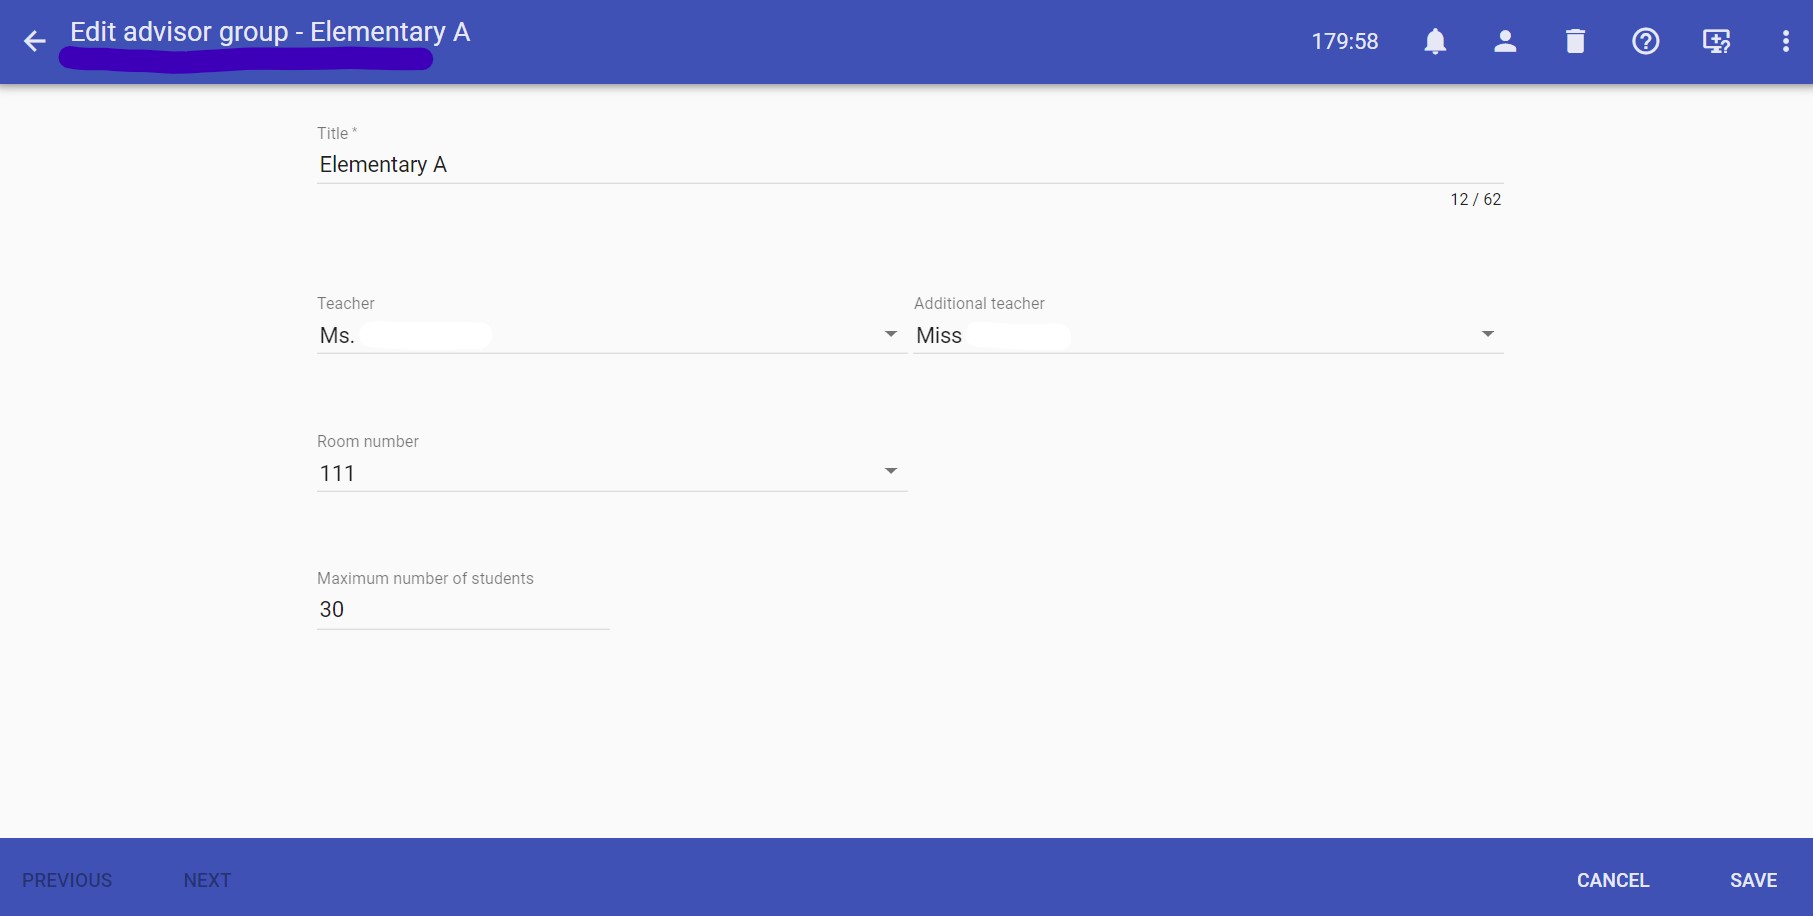 Edit advisor group - Elementary A
179:58
Title *
Elementary A
12 / 62
Teacher
Additional teacher
Ms.
Miss
Room number
111
Maximum number of students
30
PREVIOUS
NEXT
CANCEL
SAVE